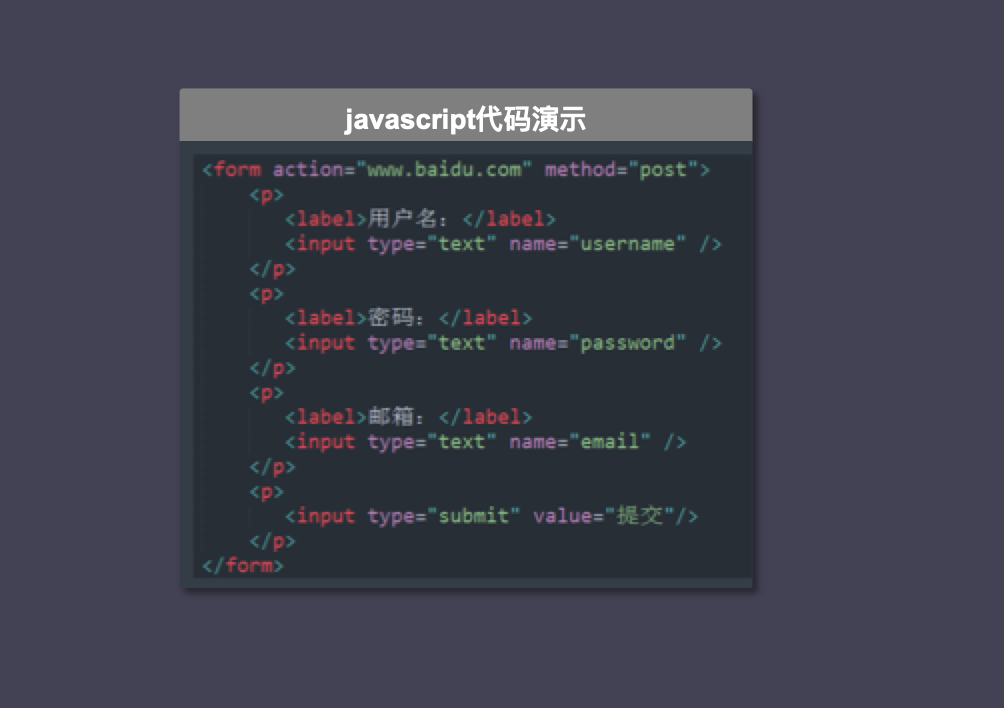 javascript代码演示
<form action="www.baidu.com" method="post">
<p>
<label>用户名：</label>
<input type="text" name="username" />
</p>
<p>
<label>密码：</label>
<input type="text" name="password" />
</p>
<p>
<label>邮箱：</label>
<input type="text" name="email" />
</p>
<p>
<input type="submit" value="提交"/>
</p>
</form>